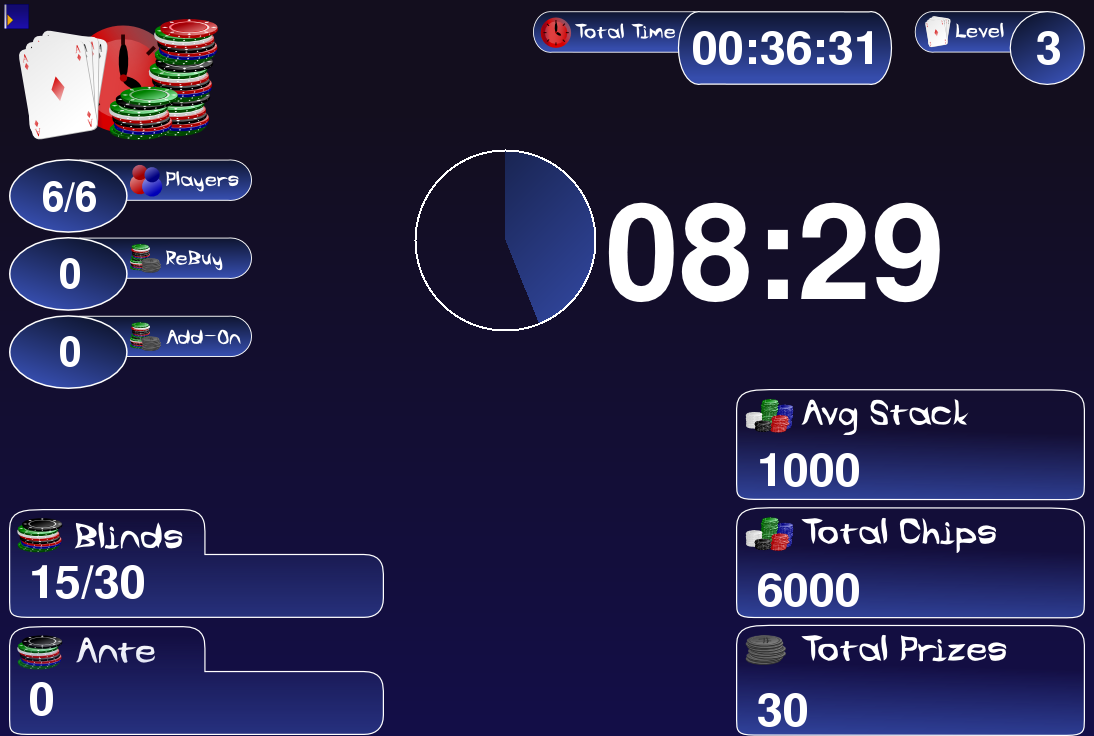 Total Time
00:36:31
Level
3
6/6
Players
0
ReBuy
0
Add-On
08:29
Avg Stack
1000
Total Chips
6000
Total Prizes
30
Blinds
15/30
Ante
0